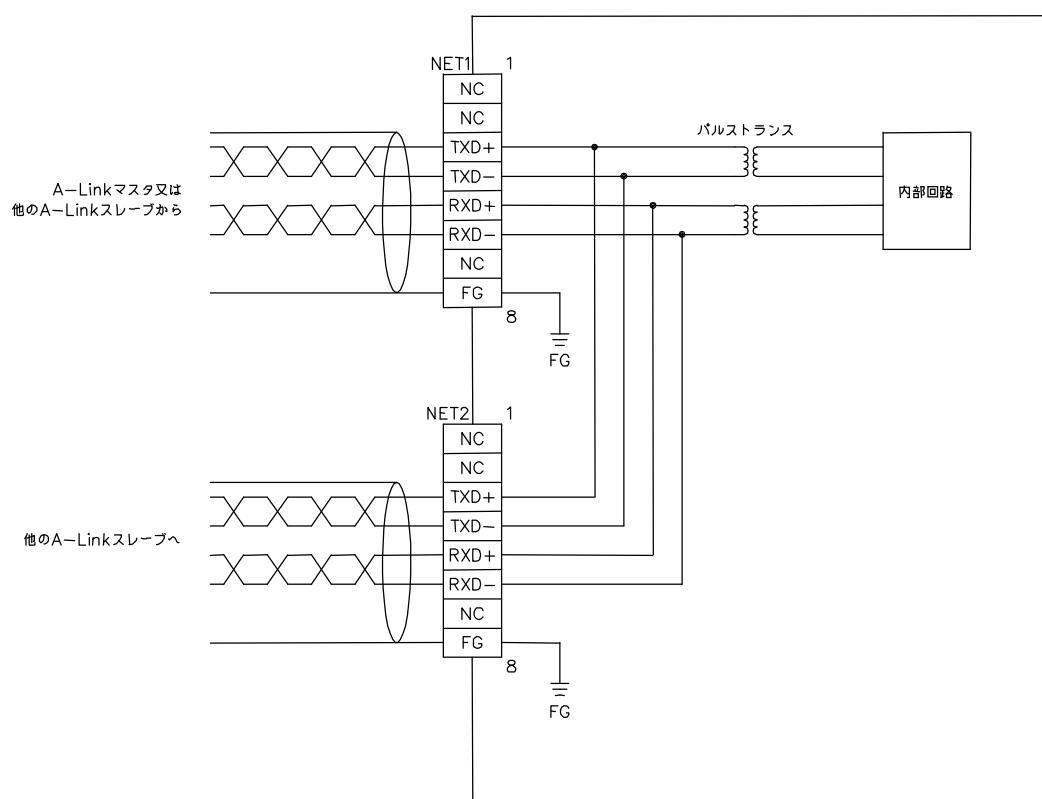 NET1 1
NC
NC
パルストランス
TXD+
TXD−
A−Linkマスタ又は
他のA−Linkスレーブから
内部回路
RXD+
RXD−
NC
FG
8
FG
NET2 1
NC
NC
TXD+
TXD−
他のA−Linkスレーブへ
RXD+
RXD−
NC
FG
8
FG